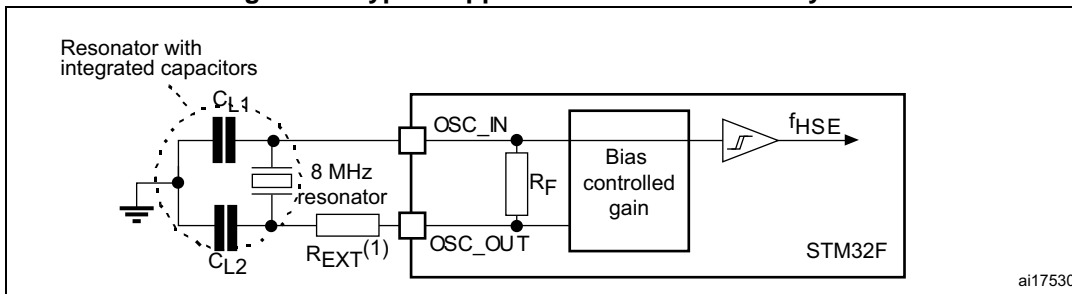 Resonator with
integrated capacitors
CL1
OSC_IN
fHSE
8 MHz
resonator
RF
Bias
controlled
gain
REXT(1)
OSC_OUT
STM32F
CL2
ai17530